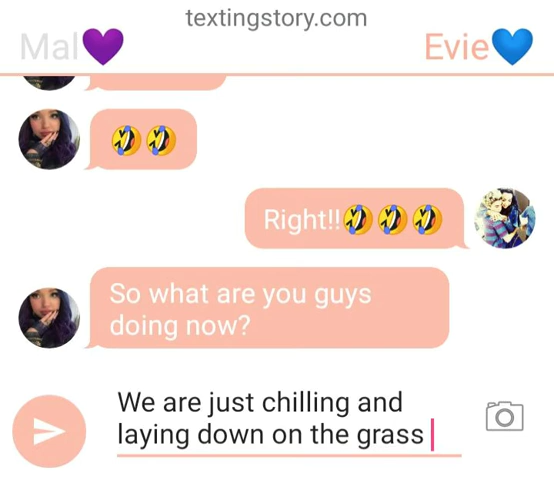 textingstory.com
Mal💜 Evie💙
🤣🤣
Right!!🤣🤣🤣
So what are you guys
doing now?
We are just chilling and
laying down on the grass